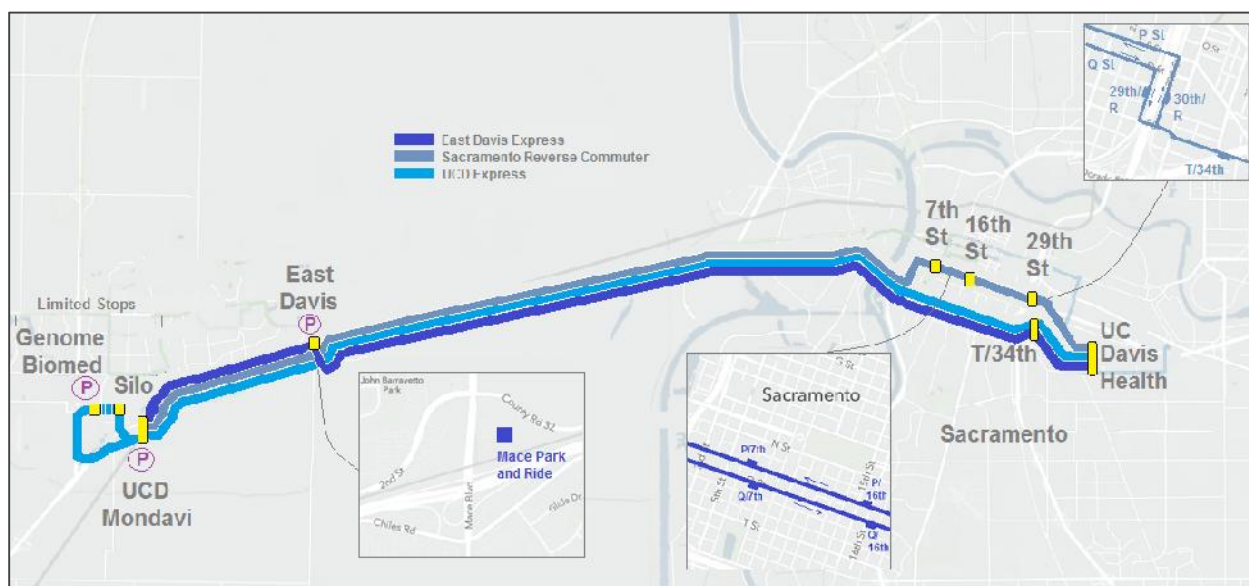 East Davis Express
Sacramento Reverse Commuter
UCD Express
P St
Q St
29th/
R
30th/
R
T/34th
7th
St
16th
St
29th
St
East
Davis
P
Limited Stops
Genome
Biomed
P
Silo
UCD
Mondavi
P
T/34th
UC
Davis
Health
Sacramento
John Barravetto
Park
County Rd
2nd St
Mace Park
and Ride
Mace Blvd
Chiles Rd
G St
Sacramento
N St
P/7th
Q/7th
5th St
T St
15th St
P/
16th
Q/
16th
16th St